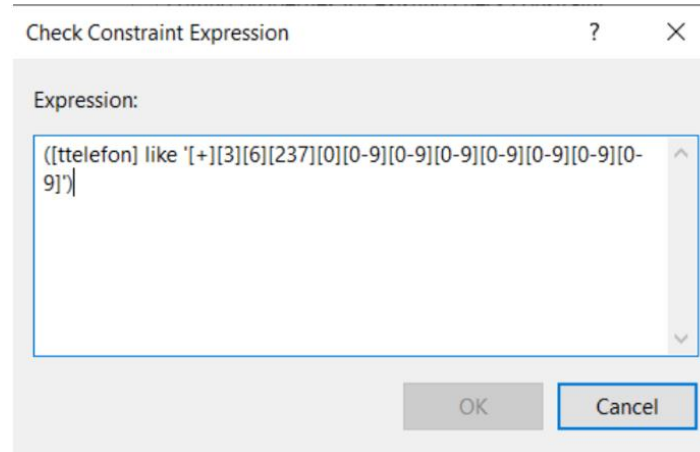 Check Constraint Expression
?
Expression:
([ttelefon] like '[+][3][6][237][0][0-9][0-9][0-9][0-9][0-9][0-9][0-
9]')
OK
Cancel